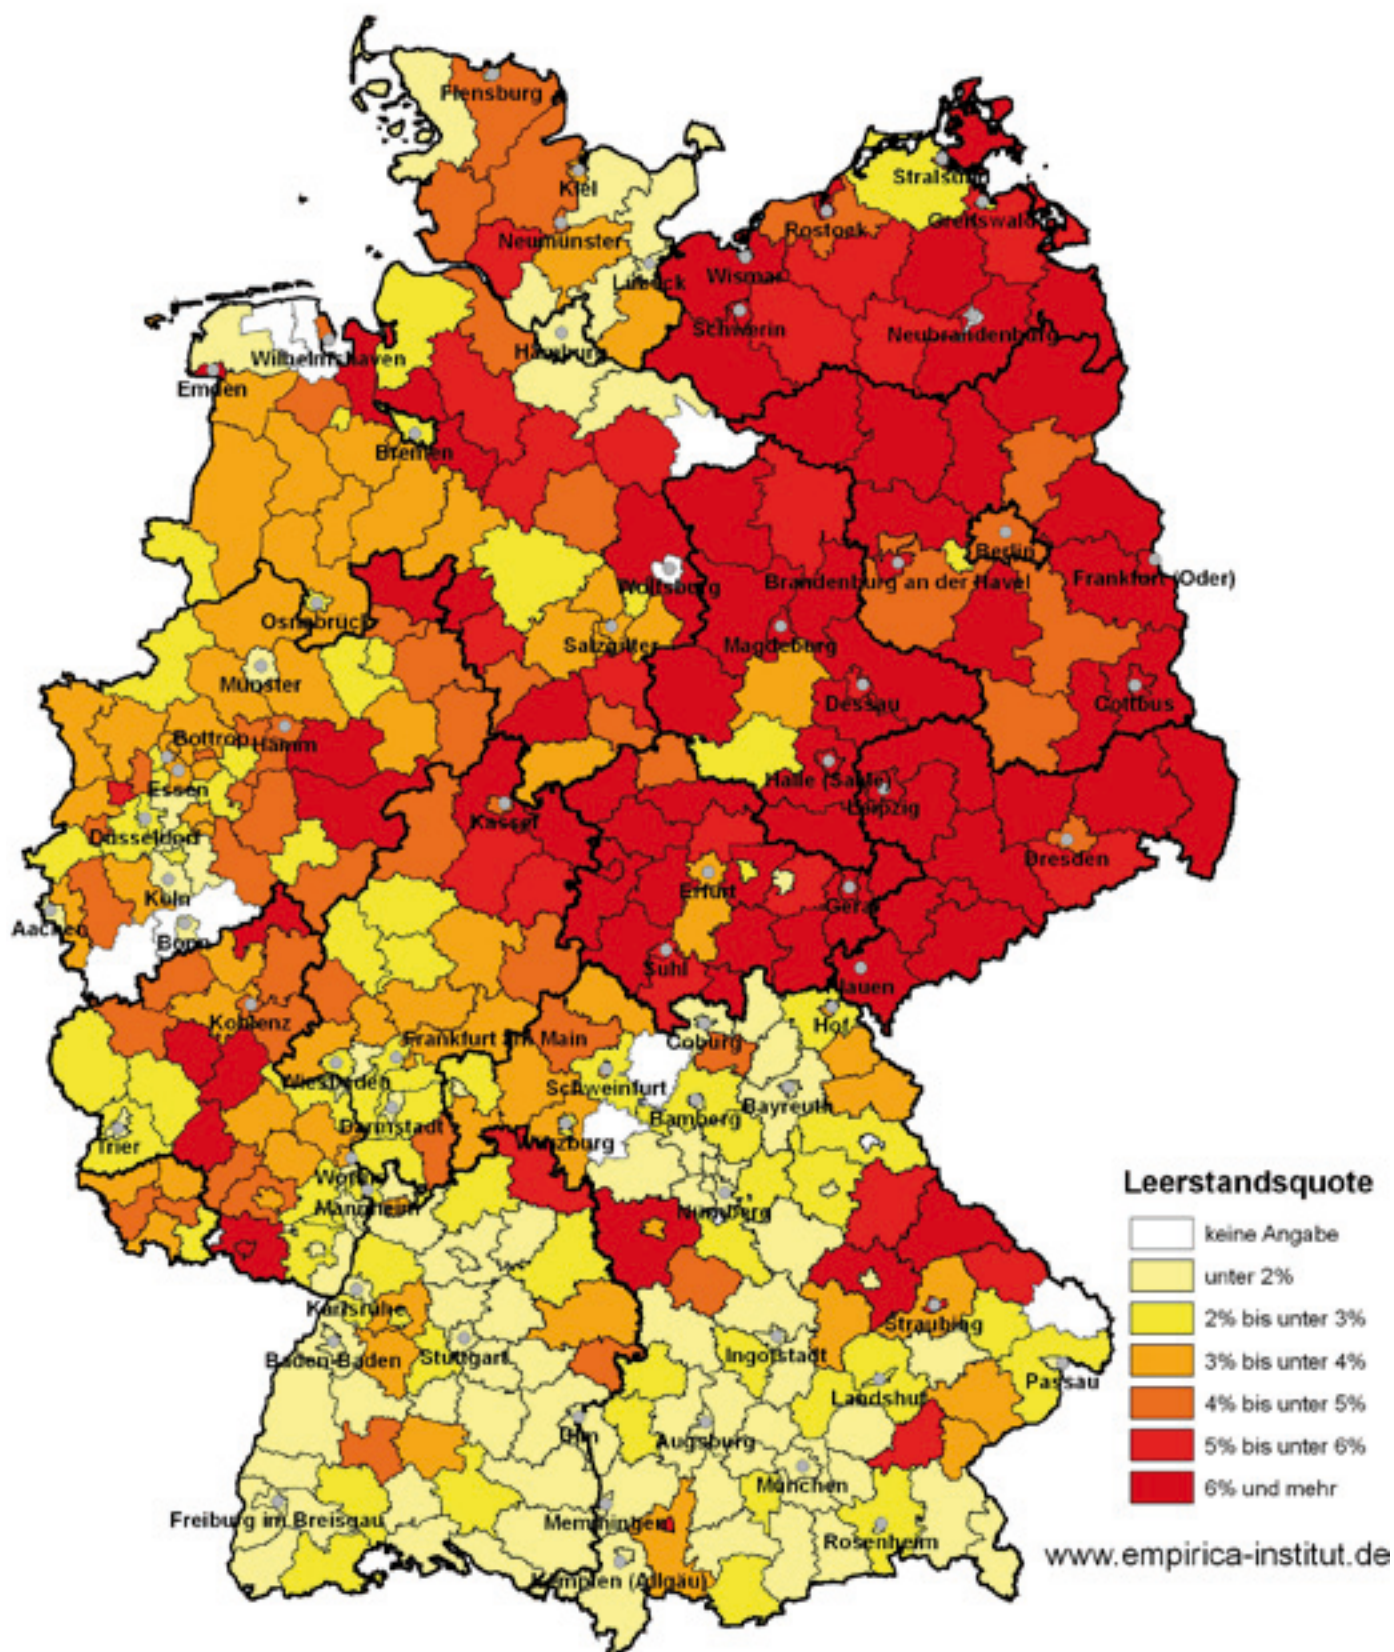 Flensburg
Kiel
Stralsund
Greifswald
Rostock
Neumünster
Lübeck
Wismar
Schwerin
Neubrandenburg
Hamburg
Wilhelmshaven
Emden
Bremen
Wolfsberg
Berlin
Brandenburg an der Havel
Frankfurt (Oder)
Osnabrück
Salzgitter
Magdeburg
Münster
Dessau
Cottbus
Bottrop
Hamm
Essen
Halle (Saale)
Leipzig
Kassel
Düsseldorf
Dresden
Köln
Erfurt
Gera
Aachen
Bonn
Suhl
Plauen
Koblenz
Frankfurt am Main
Coburg
Hof
Wiesbeden
Schweinfurt
Bayreuth
Bamberg
Darmstadt
Trier
Würzburg
Worms
Mannheim
Nürnberg
Leerstandsquote
keine Angabe
unter 2%
2% bis unter 3%
3% bis unter 4%
4% bis unter 5%
5% bis unter 6%
6% und mehr
Karlsruhe
Straubing
Baden-Baden
Stuttgart
Ingolstadt
Passau
Landshut
Ulm
Augsburg
München
Freiburg im Breisgau
Memmingen
Rosenheim
Kempten (Allgäu)
www.empirica-institut.de